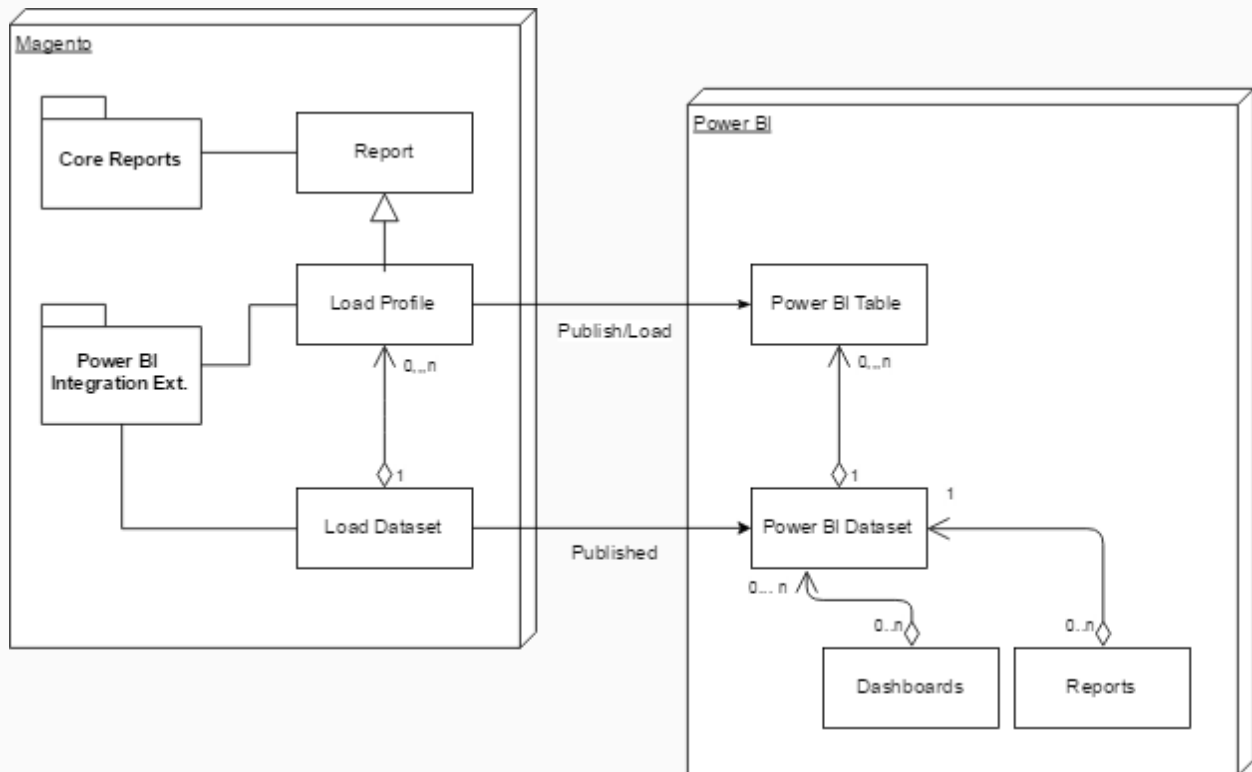 Magento
Core Reports
Report
Power BI
Load Profile
Power BI Table
Publish/Load
Power BI
Integration Ext.
0,..n
0,..n
1
1
1
Load Dataset
Power BI Dataset
Published
0... n
0..n
0..n
Dashboards
Reports